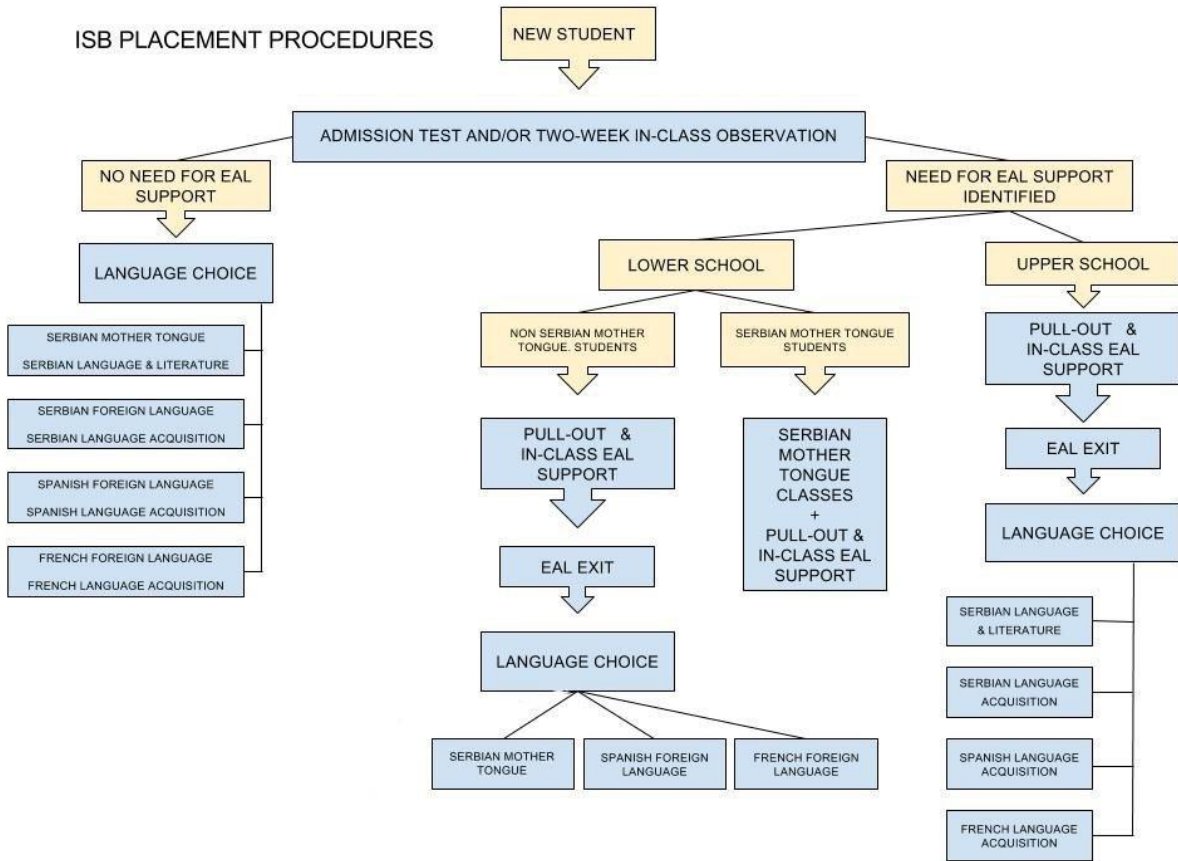 ISB PLACEMENT PROCEDURES
NEW STUDENT
ADMISSION TEST AND/OR TWO-WEEK IN-CLASS OBSERVATION
NO NEED FOR EAL
SUPPORT
LANGUAGE CHOICE
SERBIAN MOTHER TONGUE
SERBIAN LANGUAGE & LITERATURE
SERBIAN FOREIGN LANGUAGE
SERBIAN LANGUAGE ACQUISITION
SPANISH FOREIGN LANGUAGE
SPANISH LANGUAGE ACQUISITION
FRENCH FOREIGN LANGUAGE
FRENCH LANGUAGE ACQUISITION
NEED FOR EAL SUPPORT
IDENTIFIED
LOWER SCHOOL
NON SERBIAN MOTHER
TONGUE. STUDENTS
PULL-OUT &
IN-CLASS EAL
SUPPORT
EAL EXIT
LANGUAGE CHOICE
SERBIAN MOTHER
TONGUE
SPANISH FOREIGN
LANGUAGE
FRENCH FOREIGN
LANGUAGE
SERBIAN MOTHER TONGUE
STUDENTS
SERBIAN
MOTHER
TONGUE
CLASSES
+
PULL-OUT &
IN-CLASS EAL
SUPPORT
UPPER SCHOOL
PULL-OUT &
IN-CLASS EAL
SUPPORT
EAL EXIT
LANGUAGE CHOICE
SERBIAN LANGUAGE
& LITERATURE
SERBIAN LANGUAGE
ACQUISITION
SPANISH LANGUAGE
ACQUISITION
FRENCH LANGUAGE
ACQUISITION